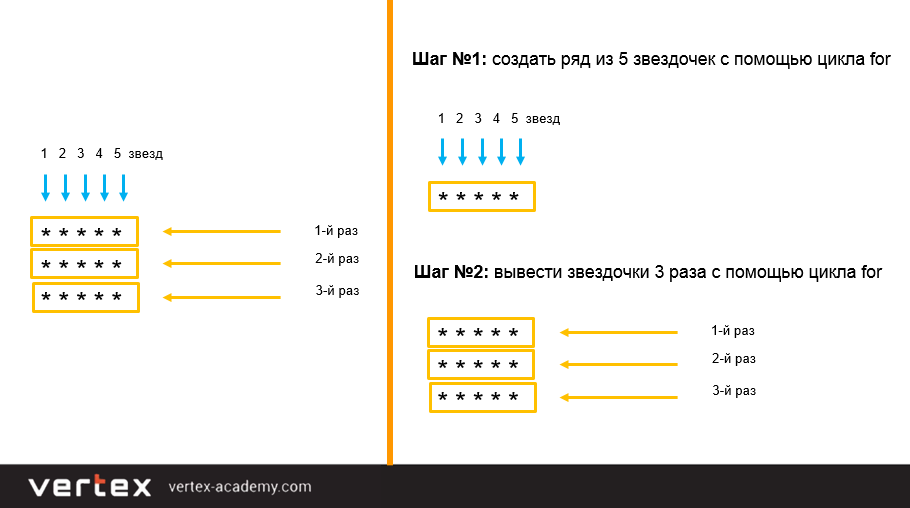 1 2 3 4 5 звезд
* * * * *
1-й раз
* * * * *
2-й раз
* * * * *
3-й раз
Шаг №1: создать ряд из 5 звездочек с помощью цикла for
1 2 3 4 5 звезд
* * * * *
Шаг №2: вывести звездочки 3 раза с помощью цикла for
* * * * *
1-й раз
* * * * *
2-й раз
* * * * *
3-й раз
vertex vertex-academy.com